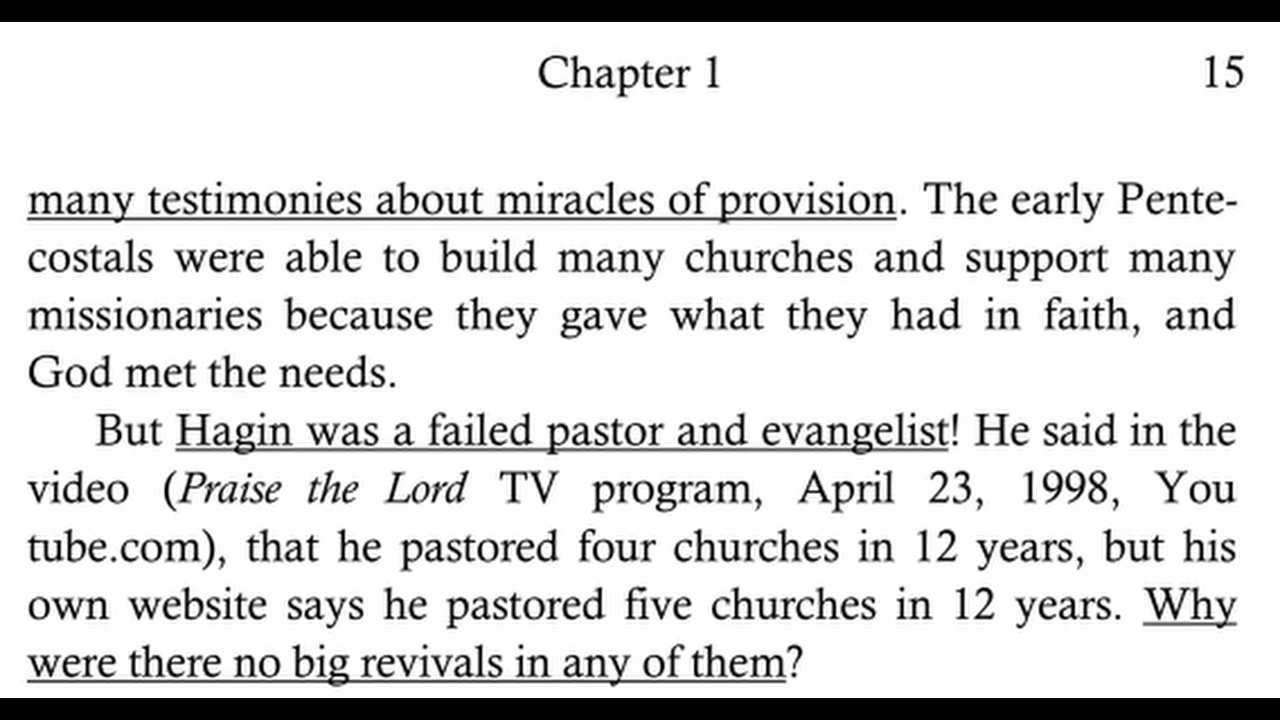 Chapter 1 15
many testimonies about miracles of provision. The early Pente-
costals were able to build many churches and support many
missionaries because they gave what they had in faith, and
God met the needs.
But Hagin was a failed pastor and evangelist! He said in the
video (Praise the Lord TV program, April 23, 1998, You
tube.com), that he pastored four churches in 12 years, but his
own website says he pastored five churches in 12 years. Why
were there no big revivals in any of them?